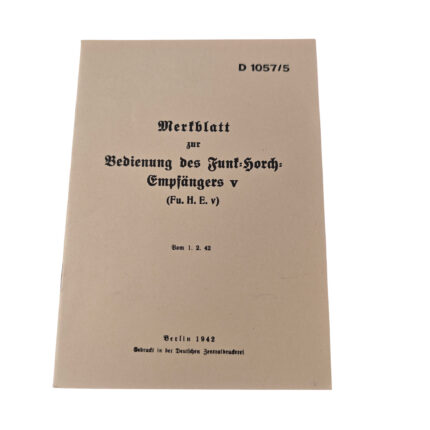 D 1057/5
Merkblatt
zur
Bedienung des Funk-Horch-
Empfängers v
(Fu. H. E. v)
Vom 1. 2. 42
Berlin 1942
Gedruckt in der Deutschen Zentraldruckerei